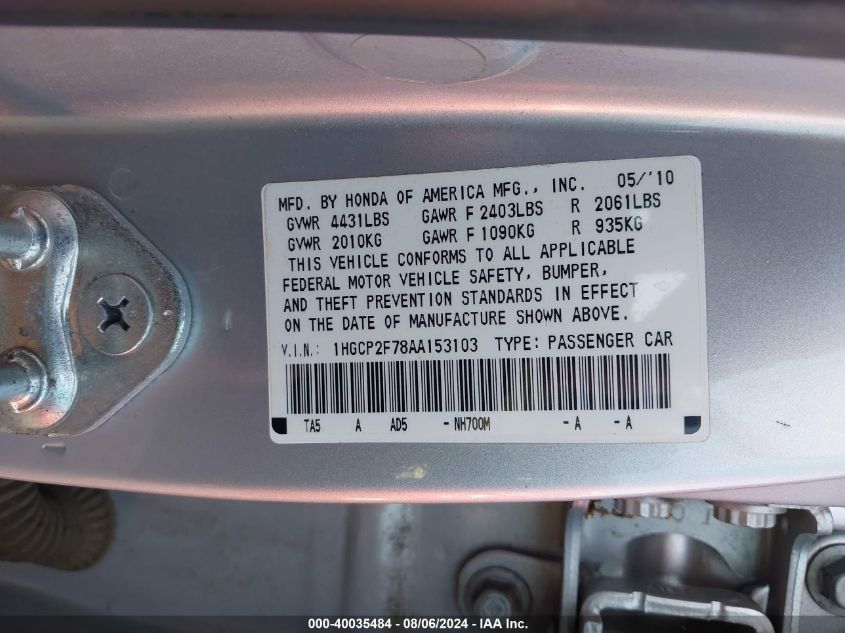 MFD. BY HONDA OF AMERICA MFG., INC. 05/'10
GVWR 4431LBS GAWR F 2403LBS R 2061LBS
GVWR 2010KG GAWR F 1090KG R 935KG
THIS VEHICLE CONFORMS TO ALL APPLICABLE
FEDERAL MOTOR VEHICLE SAFETY, BUMPER,
AND THEFT PREVENTION STANDARDS IN EFFECT
ON THE DATE OF MANUFACTURE SHOWN ABOVE.
V.I.N.: 1HGCP2F78AA153103 TYPE: PASSENGER CAR
TA5 A AD5 - NH700M - A - A
000-40035484 - 08/06/2024 - IAA Inc.